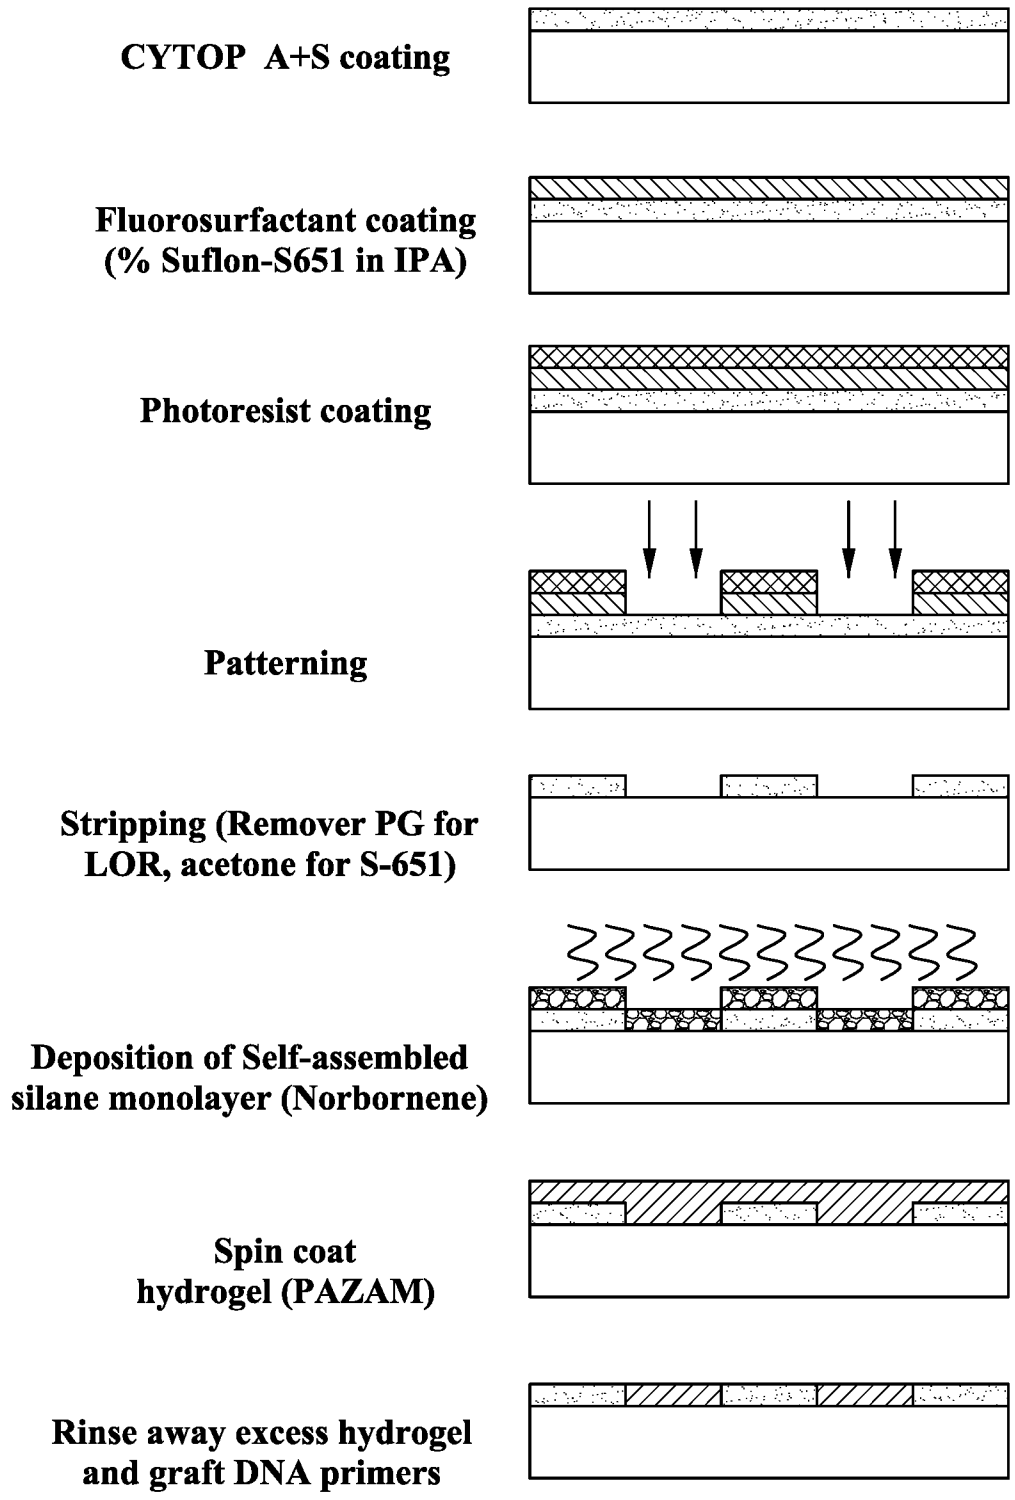 CYTOP A+S coating
Fluorosurfactant coating
(% Suflon-S651 in IPA)
Photoresist coating
Patterning
Stripping (Remover PG for
LOR, acetone for S-651)
Deposition of Self-assembled
silane monolayer (Norbornene)
Spin coat
hydrogel (PAZAM)
Rinse away excess hydrogel
and graft DNA primers